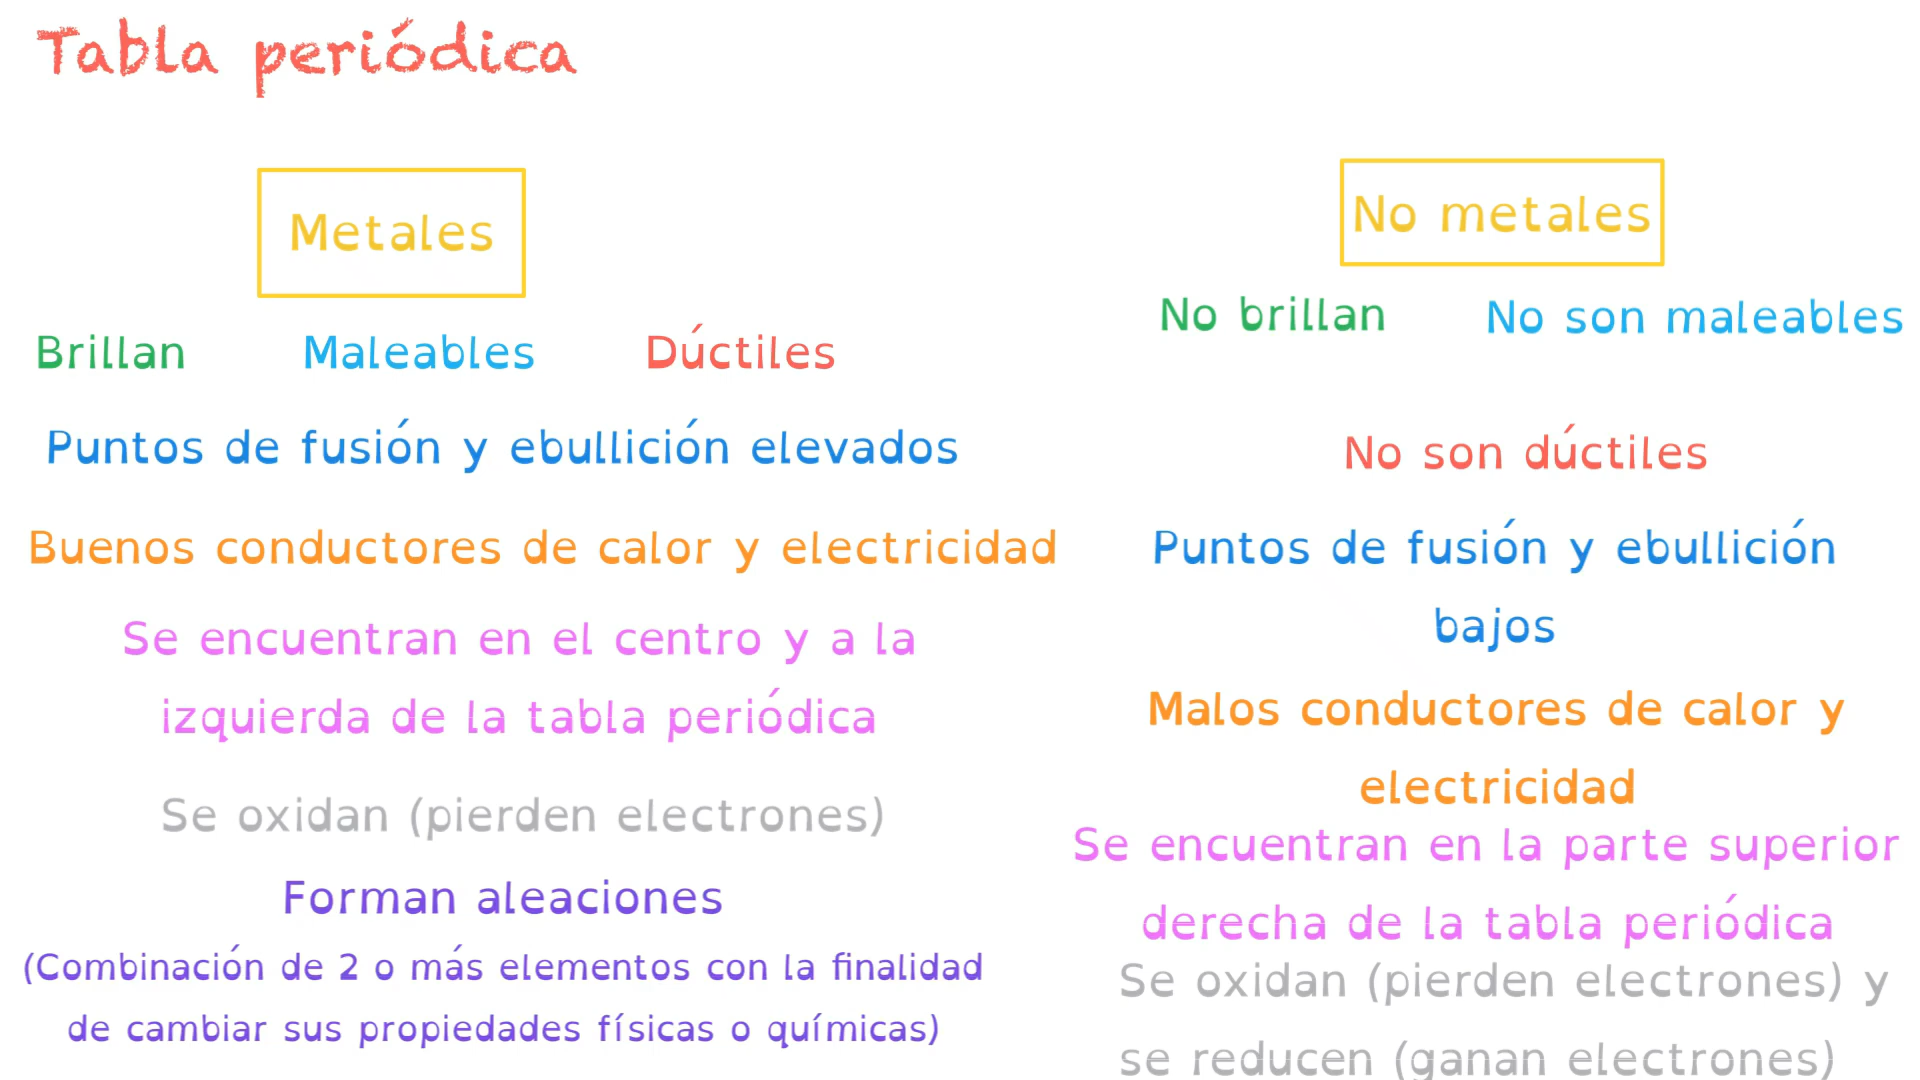 Tabla periódica
Metales
Brillan
Maleables
Dúctiles
Puntos de fusión y ebullición elevados
Buenos conductores de calor y electricidad
Se encuentran en el centro y a la
izquierda de la tabla periódica
Se oxidan (pierden electrones)
Forman aleaciones
(Combinación de 2 o más elementos con la finalidad
de cambiar sus propiedades físicas o químicas)
No metales
No brillan
No son maleables
No son dúctiles
Puntos de fusión y ebullición
bajos
Malos conductores de calor y
electricidad
Se encuentran en la parte superior
derecha de la tabla periódica
Se oxidan (pierden electrones) y
se reducen (ganan electrones)